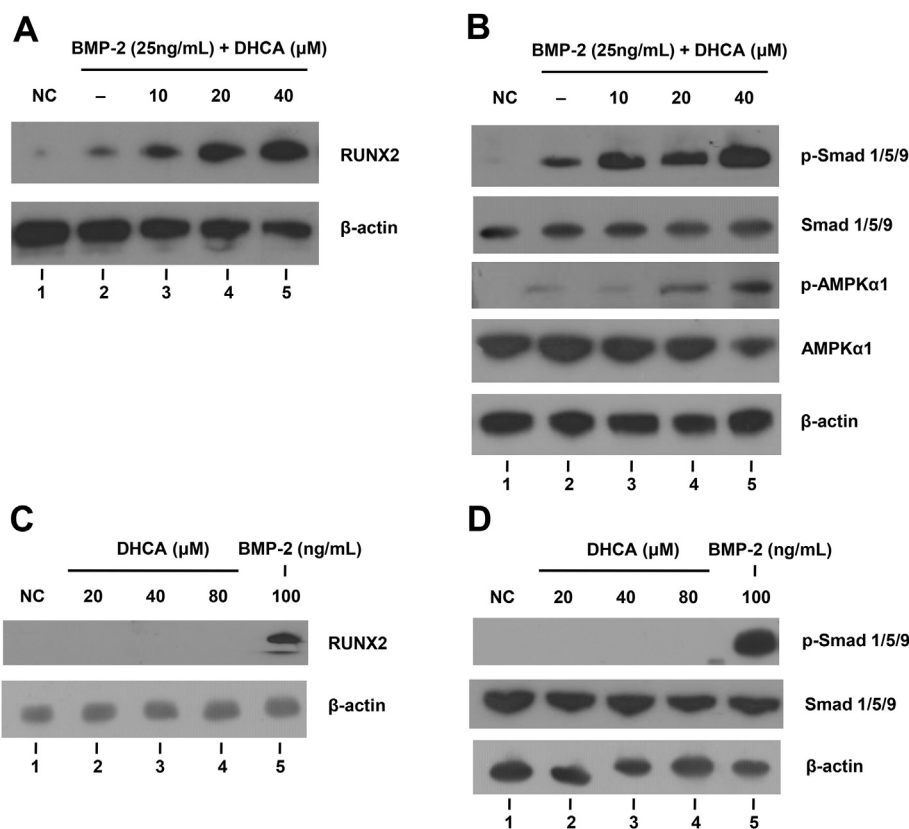 A
BMP-2 (25ng/mL) + DHCA (μM)
NC – 10 20 40
RUNX2
β-actin
1 2 3 4 5
B
BMP-2 (25ng/mL) + DHCA (μM)
NC – 10 20 40
p-Smad 1/5/9
Smad 1/5/9
p-AMPKα1
AMPKα1
β-actin
1 2 3 4 5
C
DHCA (μM) BMP-2 (ng/mL)
NC 20 40 80 100
RUNX2
β-actin
1 2 3 4 5
D
DHCA (μM) BMP-2 (ng/mL)
NC 20 40 80 100
p-Smad 1/5/9
Smad 1/5/9
β-actin
1 2 3 4 5